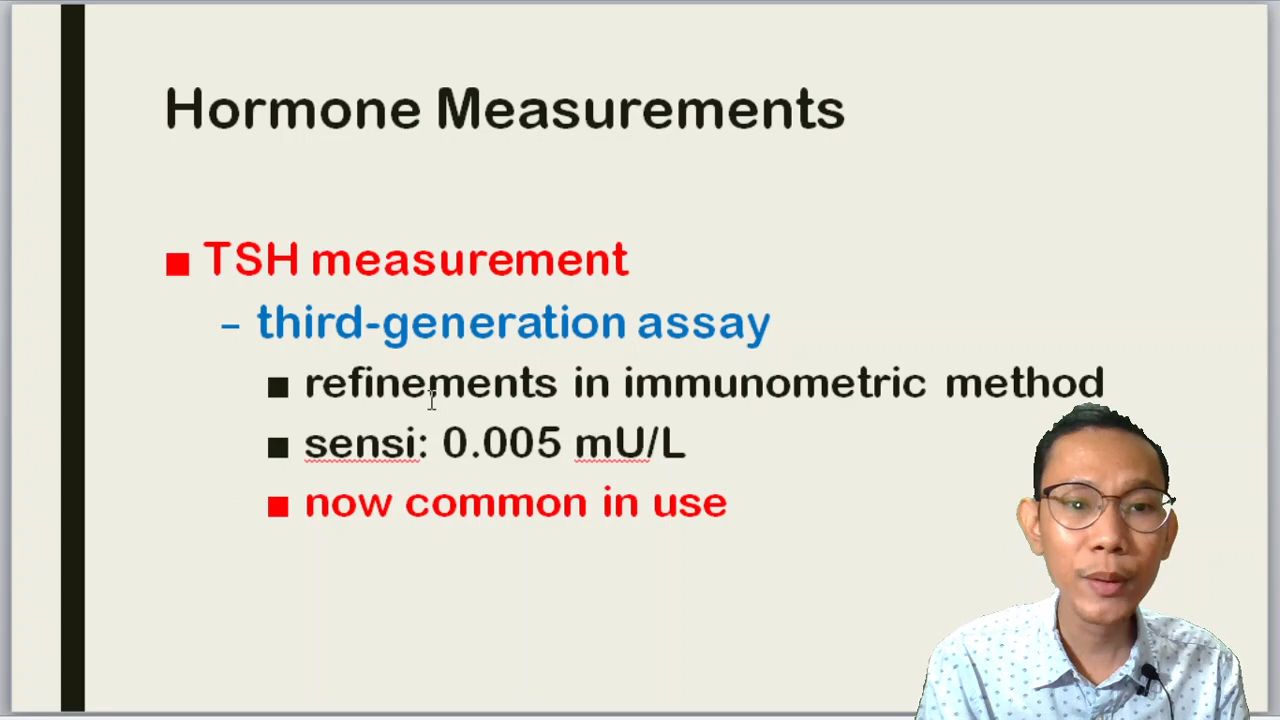 Hormone Measurements
■ TSH measurement
– third-generation assay
■ refinements in immunometric method
■ sensi: 0.005 mU/L
■ now common in use